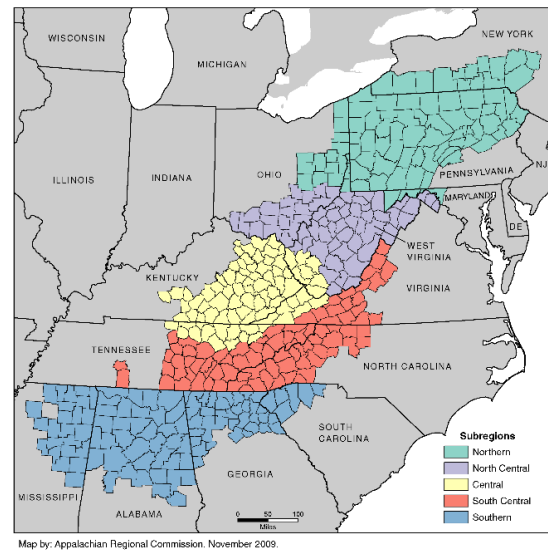 WISCONSIN
NEW YORK
MICHIGAN
PENNSYLVANIA
NJ
ILLINOIS
INDIANA
OHIO
MARYLAND
DE
WEST
VIRGINIA
KENTUCKY
VIRGINIA
TENNESSEE
NORTH CAROLINA
SOUTH
CAROLINA
GEORGIA
MISSISSIPPI
ALABAMA
Subregions
Northern
North Central
Central
South Central
Southern
0 50 100
Miles
Map by: Appalachian Regional Commission. November 2009.